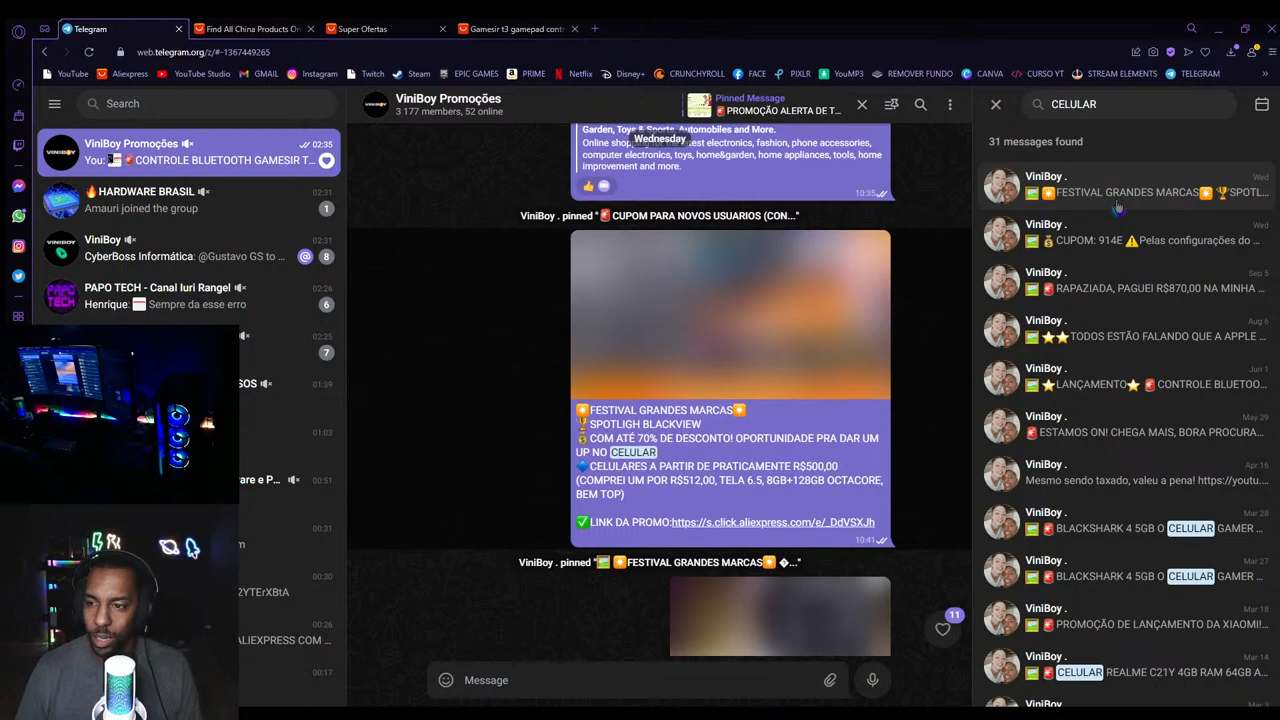 Telegram
Find All China Products On
Super Ofertas
Gamesir t3 gamepad cont
web.telegram.org/z/#-1367449265
YouTube
Aliexpress
YouTube Studio
GMAIL
Instagram
Twitch
Steam
EPIC GAMES
PRIME
Netflix
Disney+
CRUNCHYROLL
FACE
PIXLR
YouMP3
REMOVER FUNDO
CANVA
CURSO YT
STREAM ELEMENTS
TELEGRAM
Search
ViniBoy Promoções
02:35
You: 🚨CONTROLE BLUETOOTH GAMESIR T...
🔥HARDWARE BRASIL
02:31
Amauri joined the group
1
ViniBoy
02:31
CyberBoss Informática: @Gustavo GS to ...
@
8
PAPO TECH - Canal Iuri Rangel
02:26
Henrique: Sempre da esse erro
6
02:25
7
SOS
01:39
01:03
re e P...
00:51
00:31
m
00:30
2YTErXBtA
00:19
ALIEXPRESS COM ...
00:17
ViniBoy Promoções
3 177 members, 52 online
Pinned Message
🚨PROMOÇÃO ALERTA DE T...
Garden, Toys & Sports, Automobiles and More.
Wednesday
Online shopping for the latest electronics, fashion, phone accessories,
computer electronics, toys, home&garden, home appliances, tools, home
improvement and more.
10:35
ViniBoy . pinned "🚨CUPOM PARA NOVOS USUARIOS (CON..."
FESTIVAL GRANDES MARCAS
🏆SPOTLIGH BLACKVIEW
💰COM ATÉ 70% DE DESCONTO! OPORTUNIDADE PRA DAR UM
UP NO CELULAR
🔷CELULARES A PARTIR DE PRATICAMENTE R$500,00
(COMPREI UM POR R$512,00, TELA 6.5, 8GB+128GB OCTACORE,
BEM TOP)
✅LINK DA PROMO:https://s.click.aliexpress.com/e/_DdVSXJh
10:41
ViniBoy . pinned "🖼 FESTIVAL GRANDES MARCAS �..."
11
Message
CELULAR
31 messages found
ViniBoy .
Wed
FESTIVAL GRANDES MARCAS 🏆SPOTL...
ViniBoy .
Wed
💰 CUPOM: 914E ⚠Pelas configurações do ...
ViniBoy .
Sep 5
🚨RAPAZIADA, PAGUEI R$870,00 NA MINHA ...
ViniBoy .
Aug 6
⭐⭐TODOS ESTÃO FALANDO QUE A APPLE ...
ViniBoy .
Jun 1
⭐LANÇAMENTO⭐ 🚨CONTROLE BLUETOO...
ViniBoy .
May 29
🚨ESTAMOS ON! CHEGA MAIS, BORA PROCURA...
ViniBoy .
Apr 16
Mesmo sendo taxado, valeu a pena! https://youtu....
ViniBoy .
Mar 28
🚨BLACKSHARK 4 5GB O CELULAR GAMER ...
ViniBoy .
Mar 27
🚨BLACKSHARK 4 5GB O CELULAR GAMER ...
ViniBoy .
Mar 18
🚨PROMOÇÃO DE LANÇAMENTO DA XIAOMI!...
ViniBoy .
Mar 14
🚨CELULAR REALME C21Y 4GB RAM 64GB A...
ViniBoy .
Mar 3